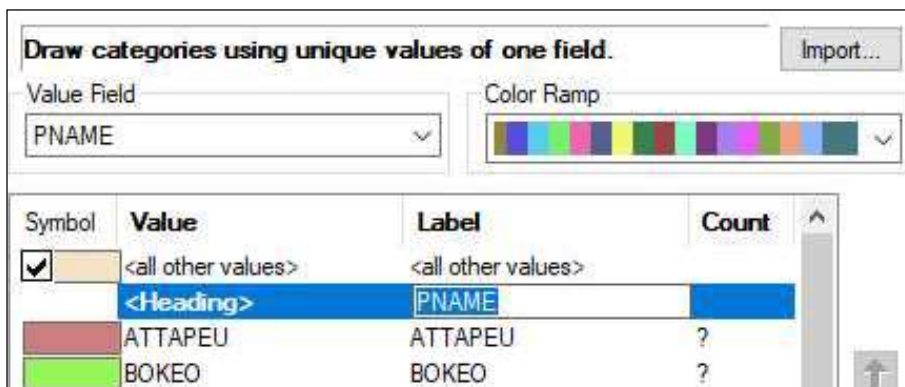 Draw categories using unique values of one field. Import...
Value Field Color Ramp
PNAME
Symbol Value Label Count
<all other values> <all other values>
<Heading> PNAME
ATTAPEU ATTAPEU ?
BOKEO BOKEO ?